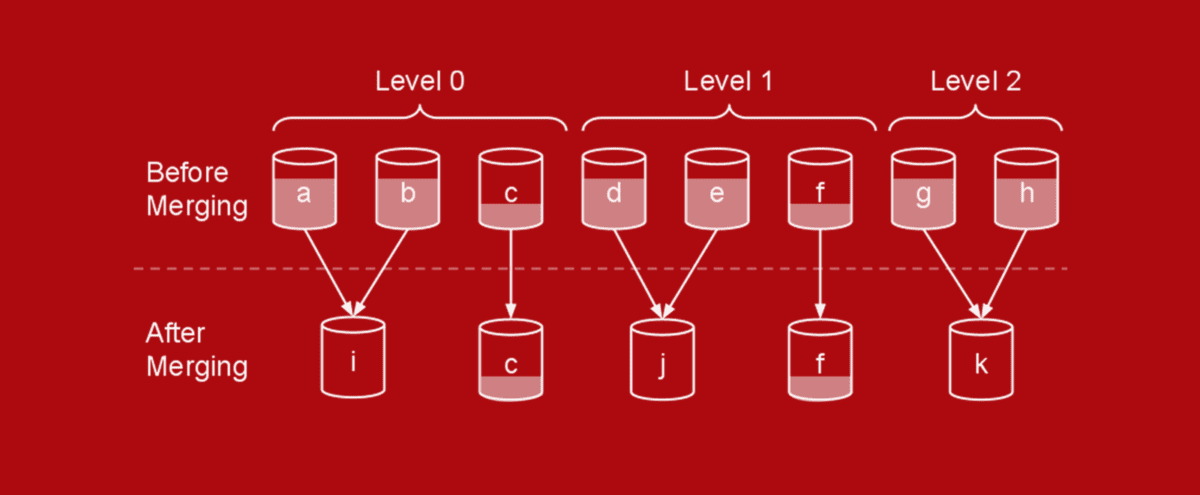 Level 0
Level 1
Level 2
Before
Merging
a
b
c
d
e
f
g
h
After
Merging
i
c
j
f
k